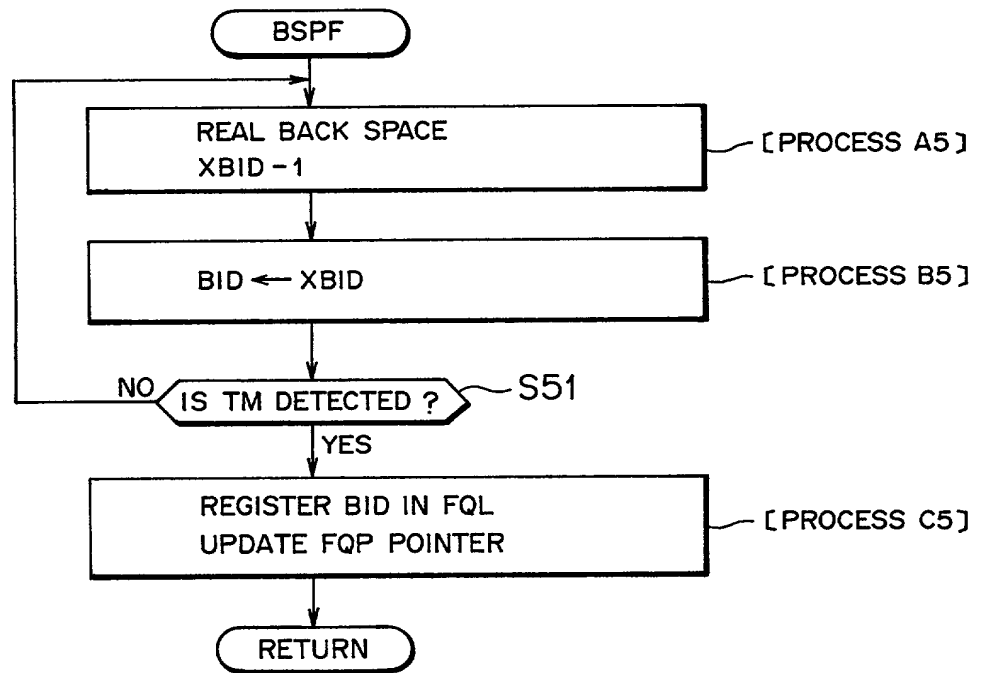 BSPF
REAL BACK SPACE
XBID-1
[PROCESS A5]
BID ← XBID
[PROCESS B5]
NO
IS TM DETECTED ?
S51
YES
REGISTER BID IN FQL
UPDATE FQP POINTER
[PROCESS C5]
RETURN